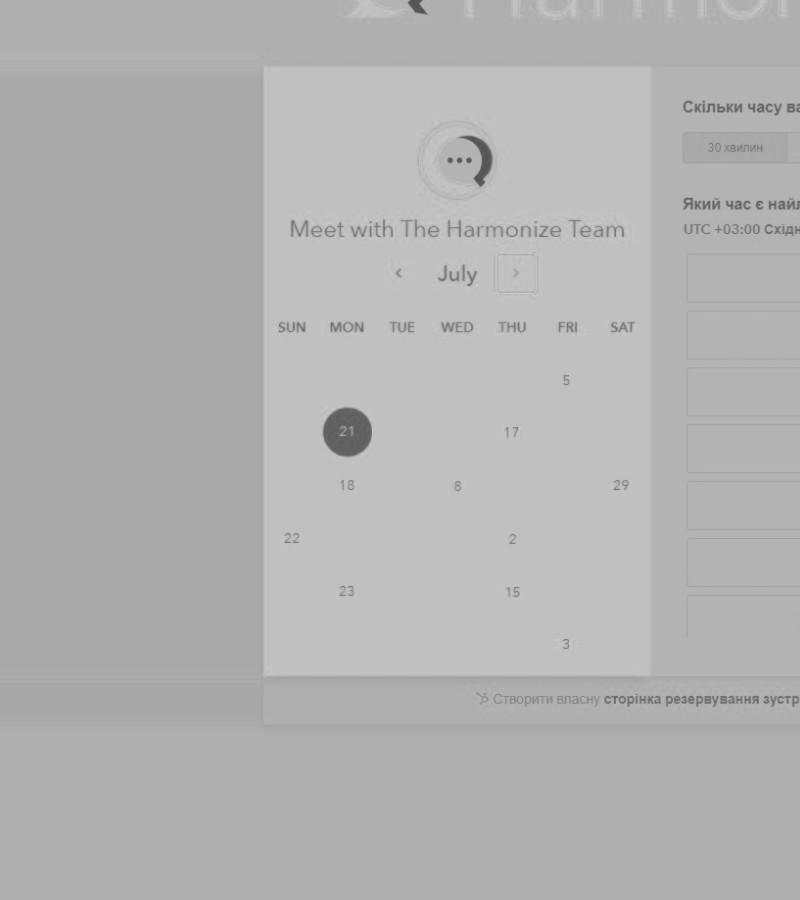 Harmon
Meet with The Harmonize Team
July
SUN MON TUE WED THU FRI SAT
5
21 17
18 8 29
22 2
23 15
3
Скільки часу ва
30 хвилин
Який час є найл
UTC +03:00 Східн
Створити власну сторінка резервування зустр